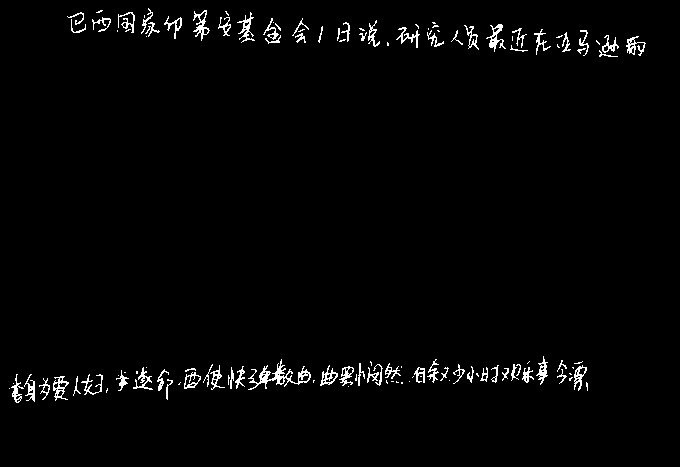 巴西国家印第安基金会1日说,研究人员最近在亚马逊雨
身为贾人妇,遂命酒使快弹数曲,曲罢悯然.自叙少小时欢乐事今漂